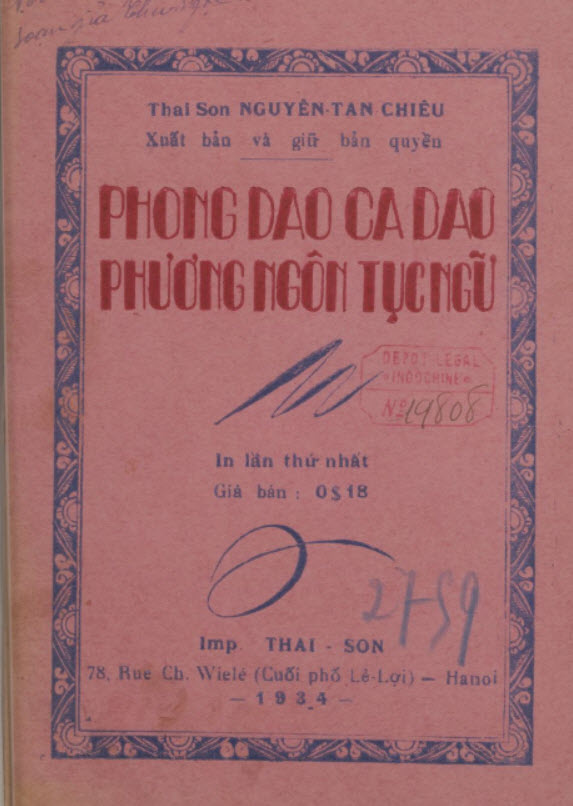 Thai Son NGUYÊN-TAN-CHIÊU
Xuất bản và giữ bản quyền
PHONG DAO CA DAO
PHƯƠNG NGÔN TỤC NGỮ
DEPOT LEGAL
INDOCHINE
Nº 19808
In lần thứ nhất
Giá bán : 0$18
2759
Imp. THAI - SON
78, Rue Ch. Wielé (Cuối phố Lê-Lợi) — Hanoi
— 1934 —